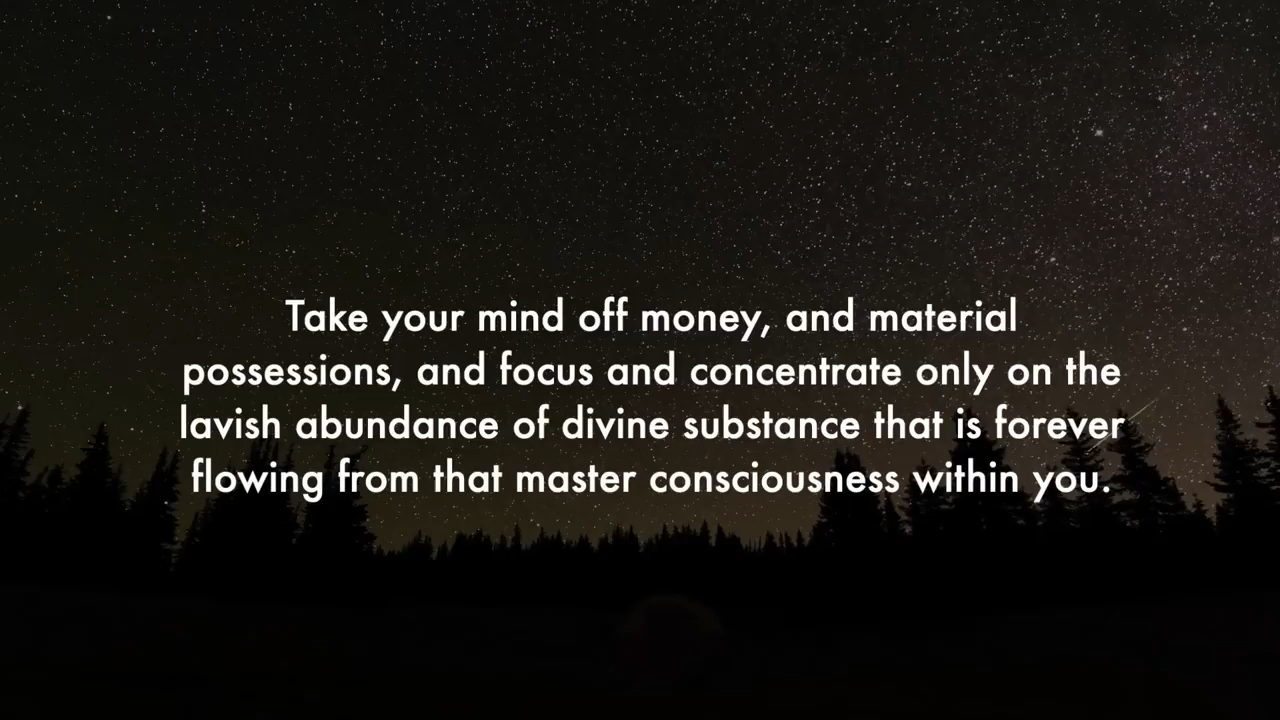 Take your mind off money, and material
possessions, and focus and concentrate only on the
lavish abundance of divine substance that is forever
flowing from that master consciousness within you.